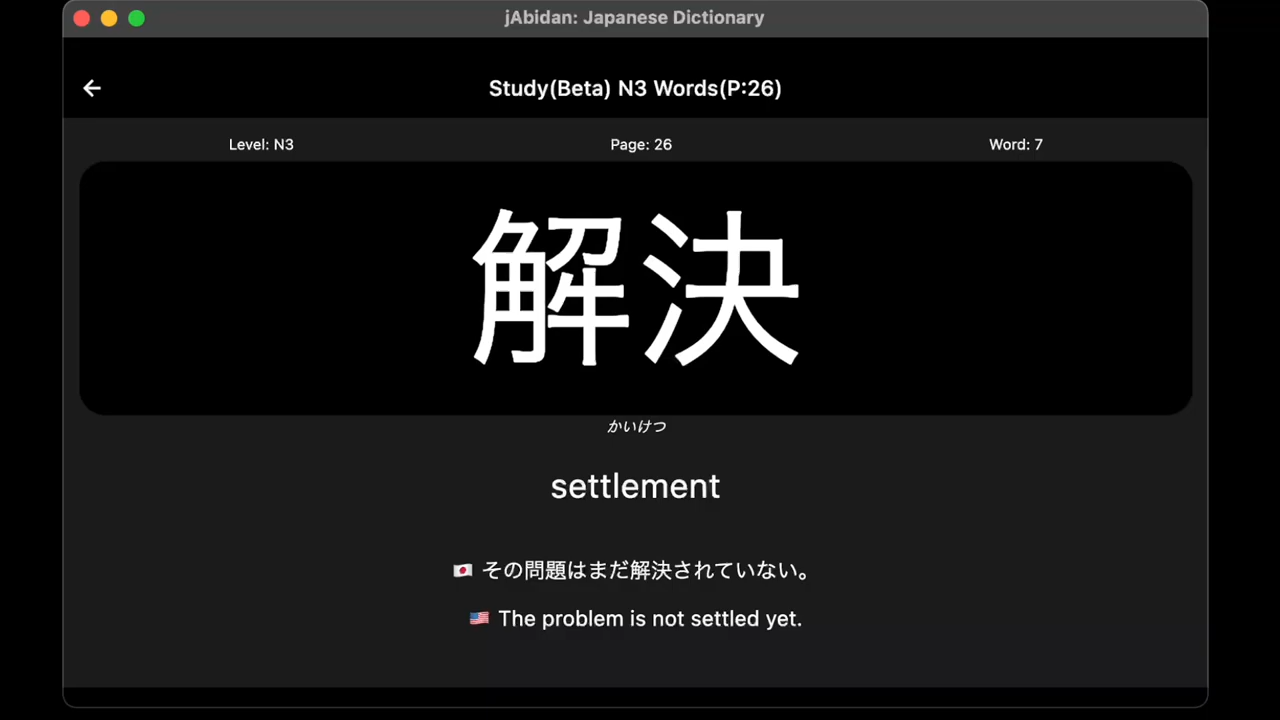 jAbidan: Japanese Dictionary
Study(Beta) N3 Words(P:26)
Level: N3
Page: 26
Word: 7
解決
かいけつ
settlement
その問題はまだ解決されていない。
The problem is not settled yet.